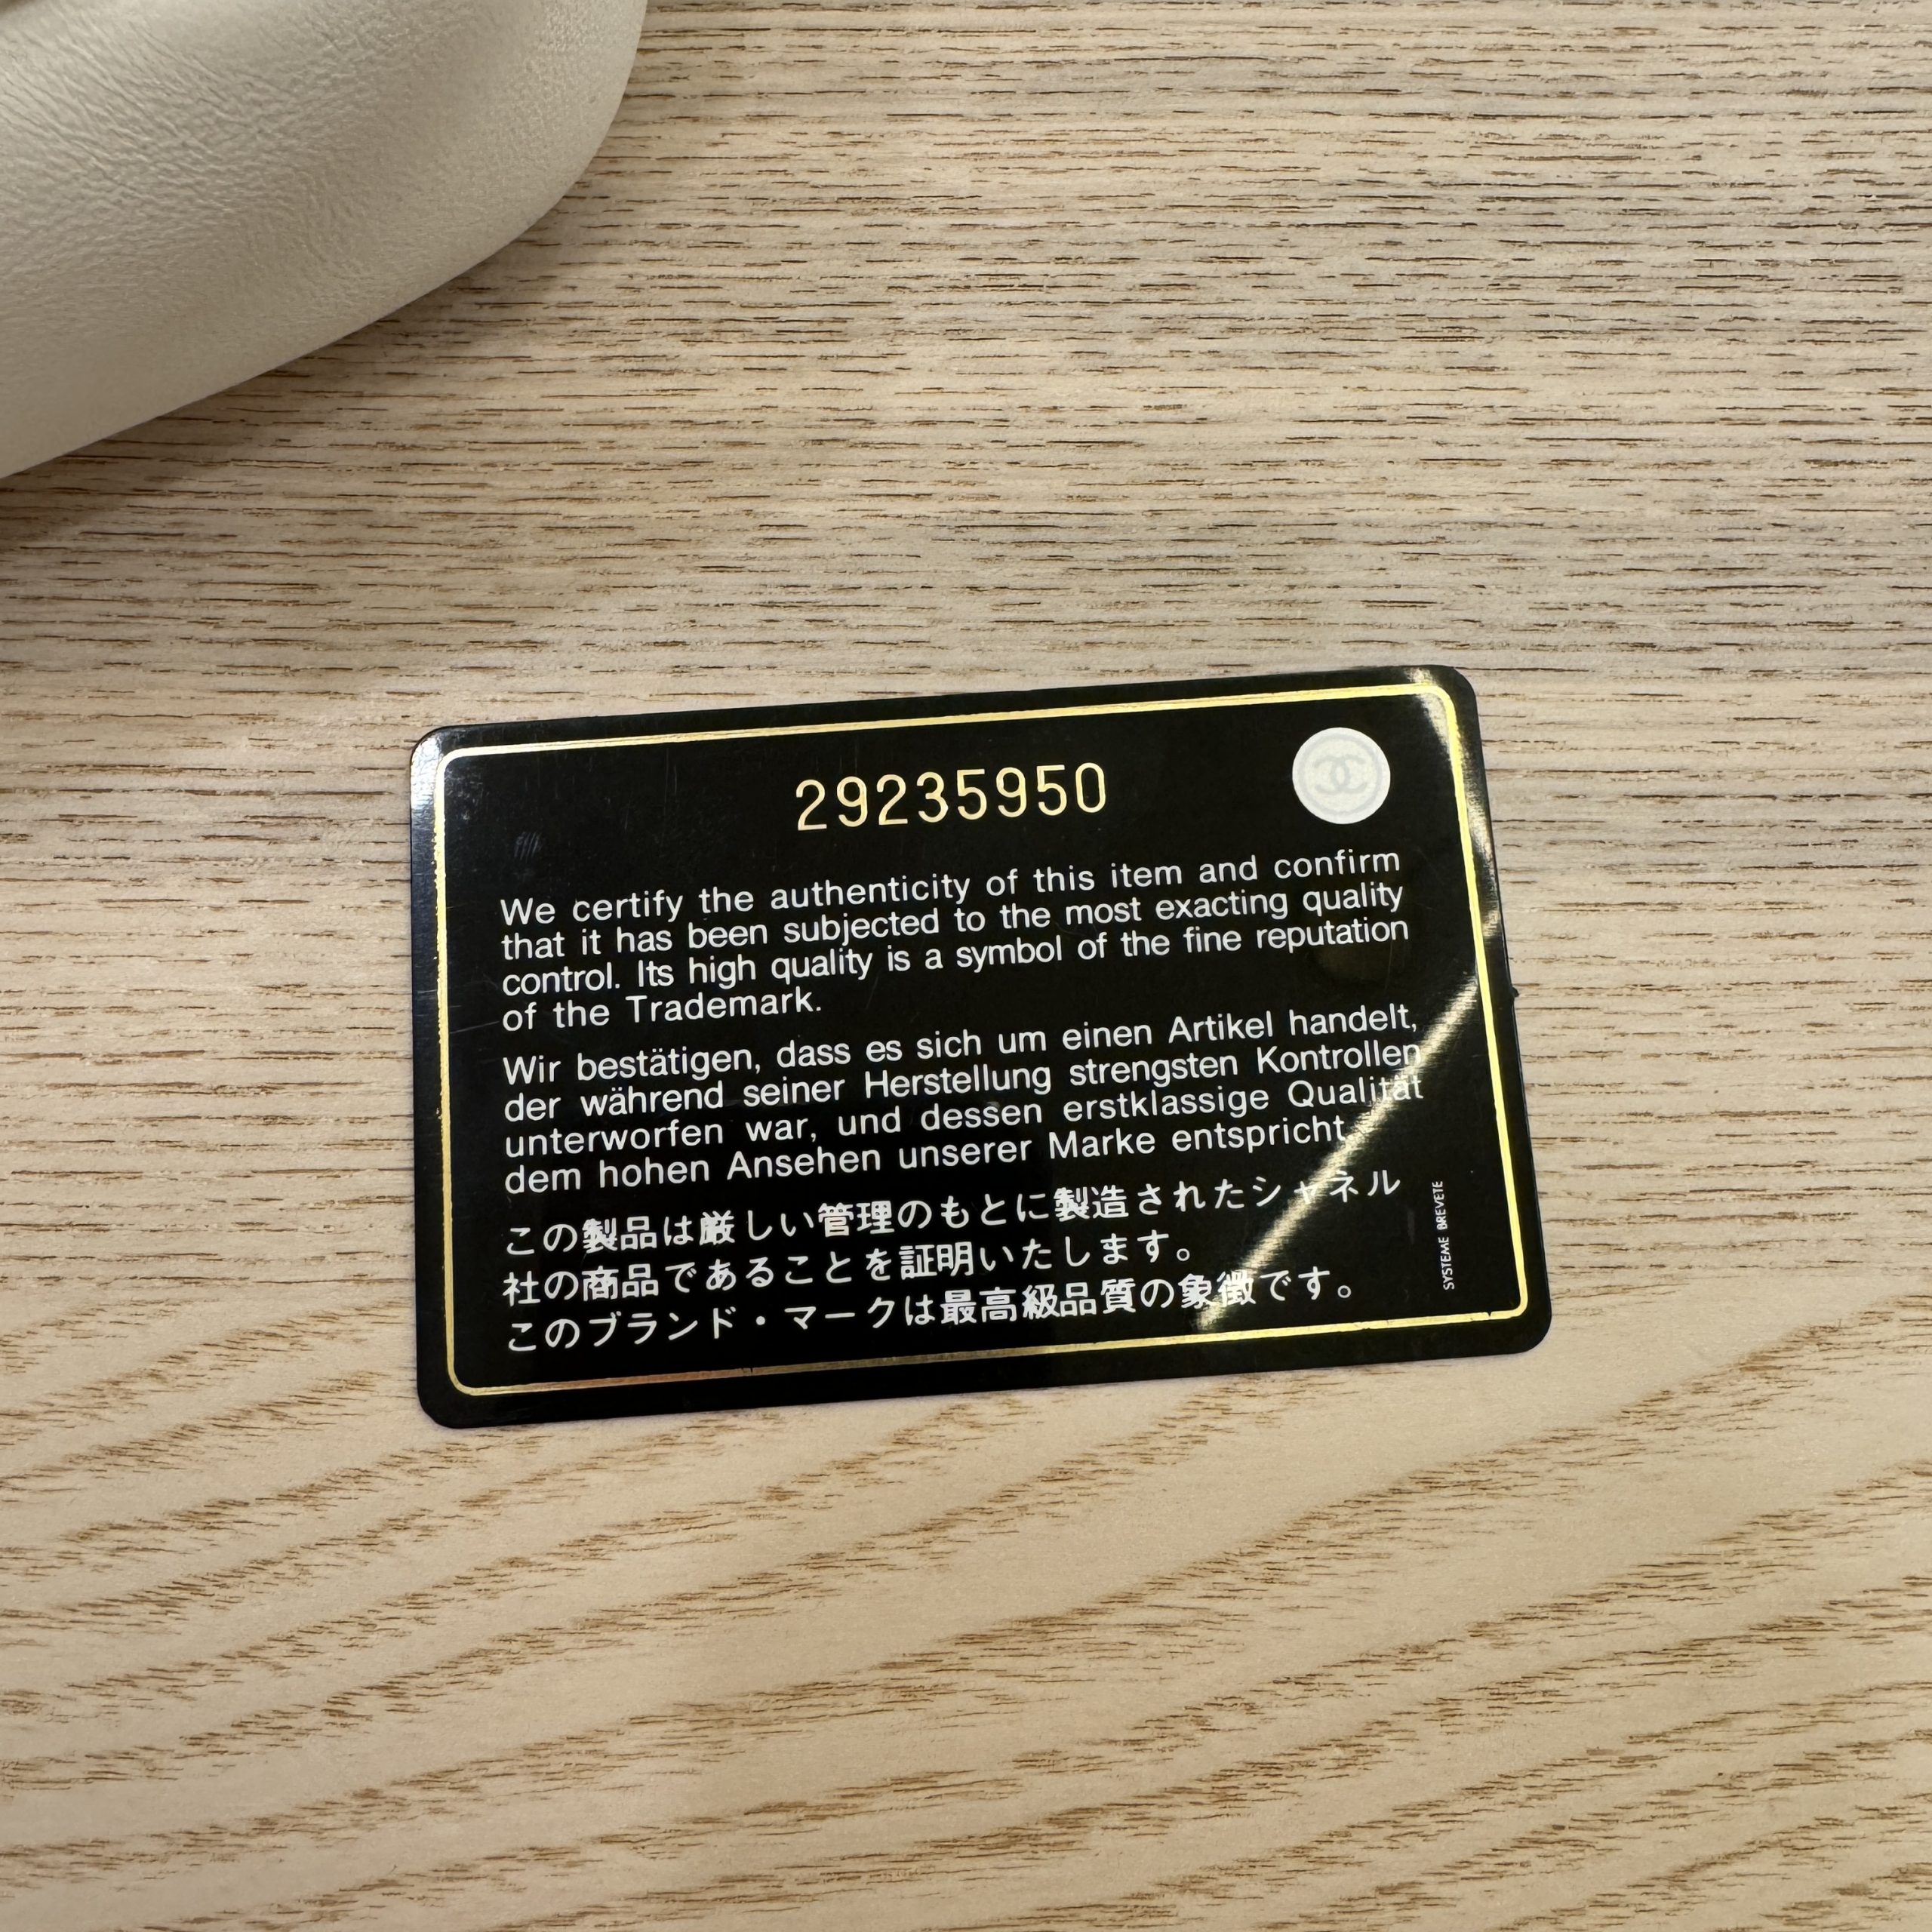 29235950
We certify the authenticity of this item and confirm
that it has been subjected to the most exacting quality
control. Its high quality is a symbol of the fine reputation
of the Trademark.
Wir bestätigen, dass es sich um einen Artikel handelt,
der während seiner Herstellung strengsten Kontrollen
unterworfen war, und dessen erstklassige Qualität
dem hohen Ansehen unserer Marke entspricht.
この製品は厳しい管理のもとに製造されたシャネル
社の商品であることを証明いたします。
このブランド・マークは最高級品質の象徴です。
SYSTEME BREVETE